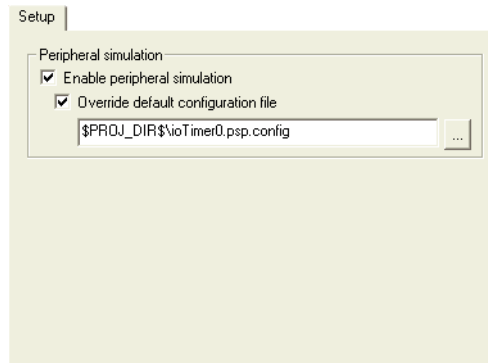 Setup
Peripheral simulation
Enable peripheral simulation
Override default configuration file
$PROJ_DIR$\ioTimer0.psp.config
...